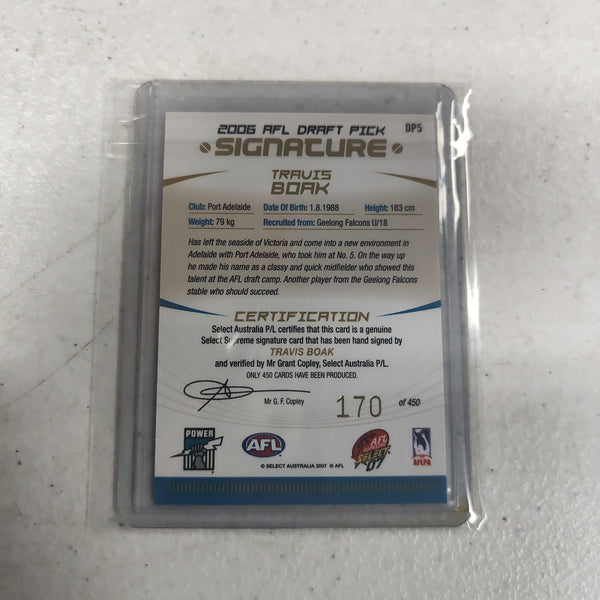 2006 AFL DRAFT PICK
DP5
SIGNATURE
TRAVIS
BOAK
Club: Port Adelaide Date Of Birth: 1.8.1988 Height: 183 cm
Weight: 79 kg Recruited from: Geelong Falcons U/18
Has left the seaside of Victoria and come into a new environment in
Adelaide with Port Adelaide, who took him at No. 5. On the way up
he made his name as a classy and quick midfielder who showed this
talent at the AFL draft camp. Another player from the Geelong Falcons
stable who should succeed.
CERTIFICATION
Select Australia P/L certifies that this card is a genuine
Select Supreme signature card that has been hand signed by
TRAVIS BOAK
and verified by Mr Grant Copley, Select Australia P/L.
ONLY 450 CARDS HAVE BEEN PRODUCED.
Mr G. F. Copley
170 of 450
POWER
AFL
AFL
SELECT
07
AFLPA
© SELECT AUSTRALIA 2007 © AFL